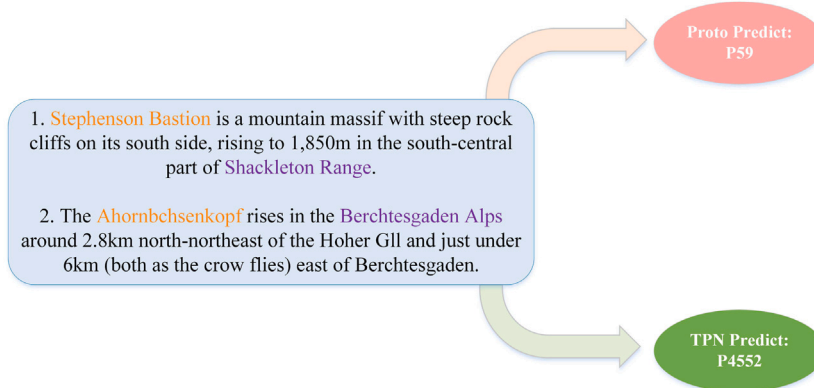 Proto Predict:
P59
1. Stephenson Bastion is a mountain massif with steep rock
cliffs on its south side, rising to 1,850m in the south-central
part of Shackleton Range.
2. The Ahornbchsenkopf rises in the Berchtesgaden Alps
around 2.8km north-northeast of the Hoher Gll and just under
6km (both as the crow flies) east of Berchtesgaden.
TPN Predict:
P4552